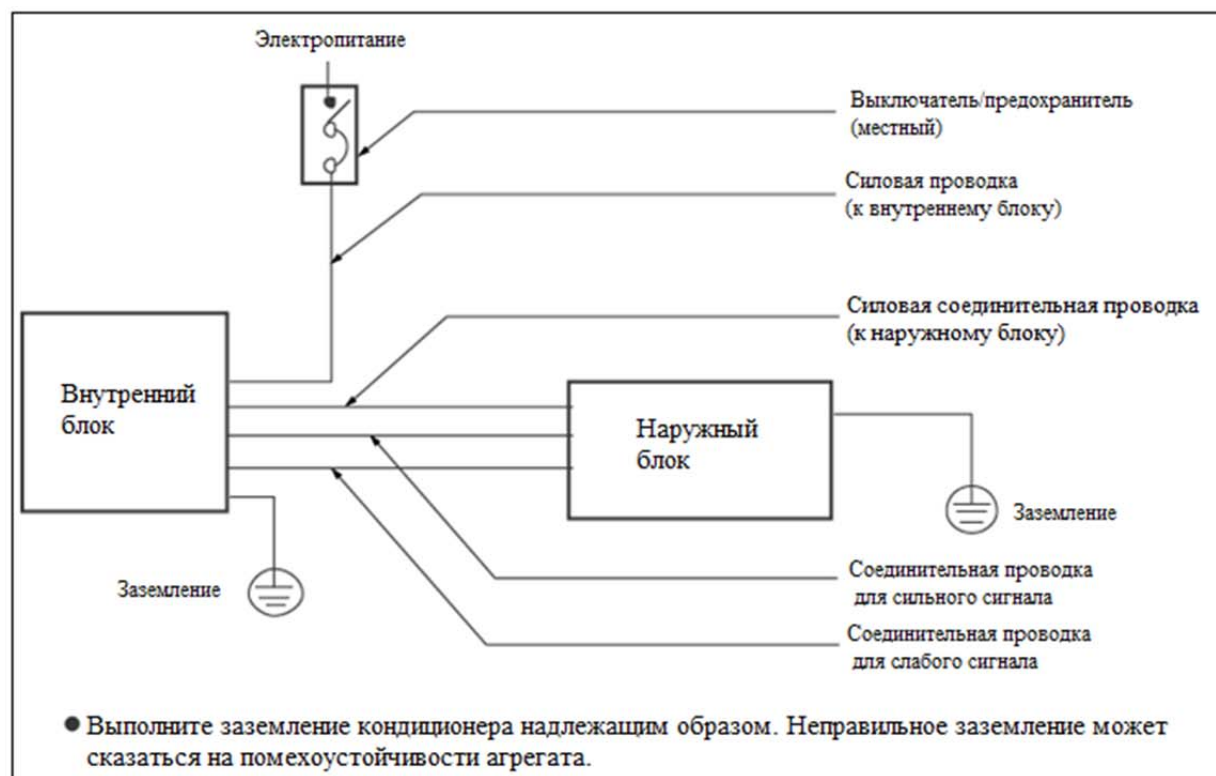 Электропитание
Выключатель/предохранитель
(местный)
Силовая проводка
(к внутреннему блоку)
Силовая соединительная проводка
(к наружному блоку)
Внутренний
блок
Наружный
блок
Заземление
Заземление
Соединительная проводка
для сильного сигнала
Соединительная проводка
для слабого сигнала
● Выполните заземление кондиционера надлежащим образом. Неправильное заземление может
сказаться на помехоустойчивости агрегата.